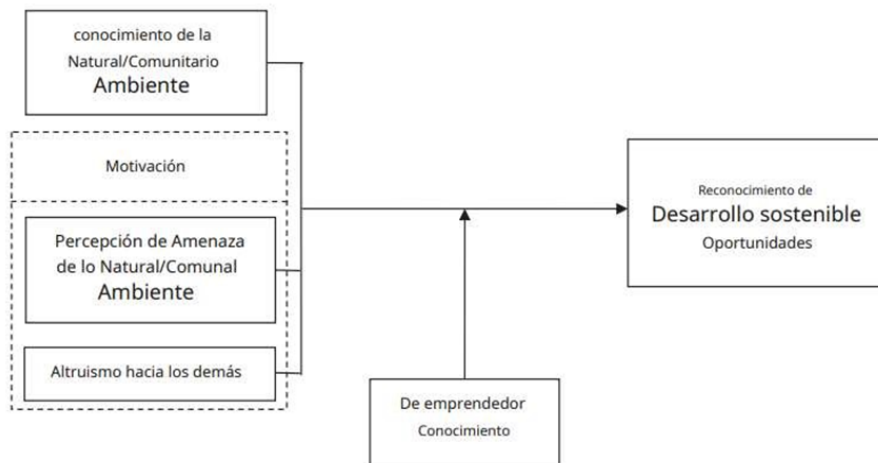 conocimiento de la
Natural/Comunitario
Ambiente
Motivación
Percepción de Amenaza
de lo Natural/Comunal
Ambiente
Altruismo hacia los demás
De emprendedor
Conocimiento
Reconocimiento de
Desarrollo sostenible
Oportunidades